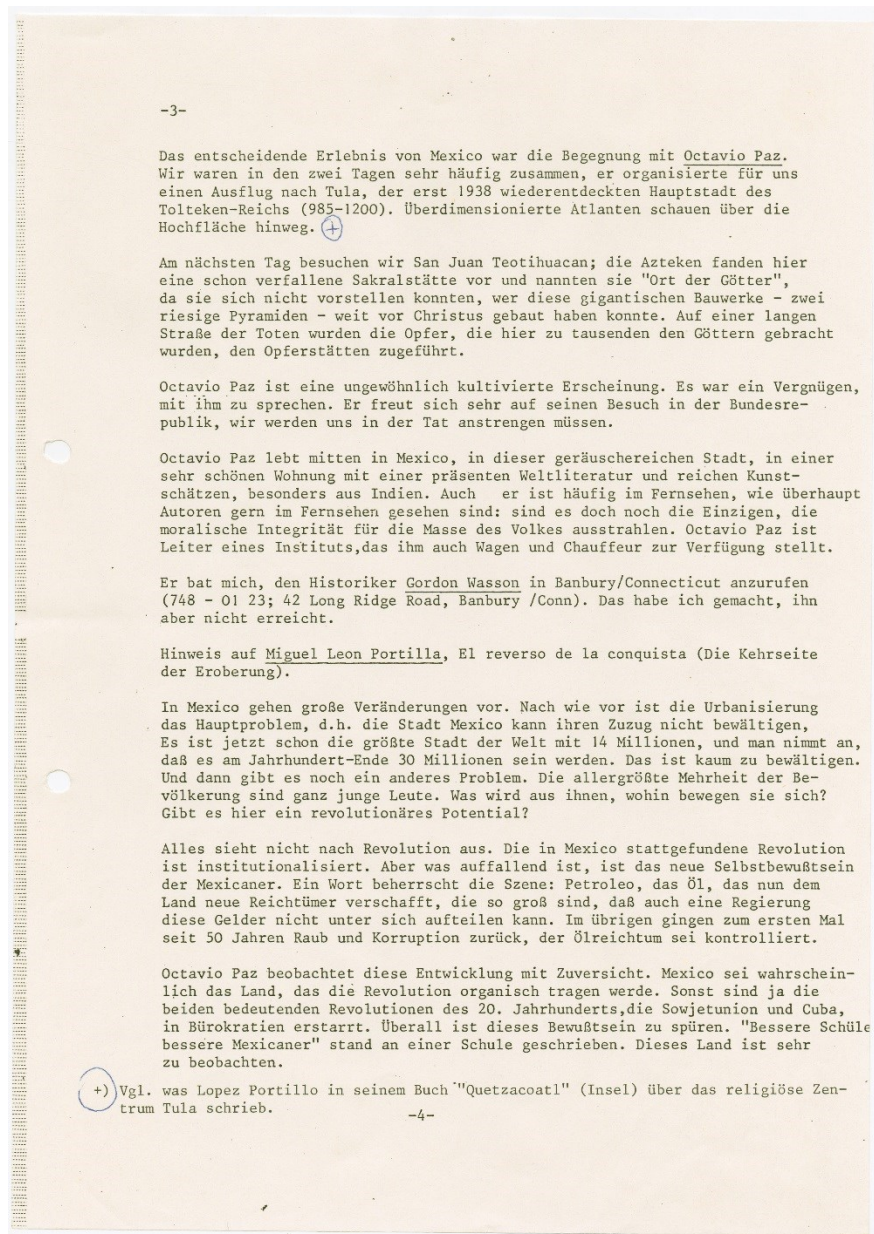 -3-
Das entscheidende Erlebnis von Mexico war die Begegnung mit Octavio Paz.
Wir waren in den zwei Tagen sehr häufig zusammen, er organisierte für uns
einen Ausflug nach Tula, der erst 1938 wiederentdeckten Hauptstadt des
Tolteken-Reichs (985-1200). Überdimensionierte Atlanten schauen über die
Hochfläche hinweg. +
Am nächsten Tag besuchen wir San Juan Teotihuacan; die Azteken fanden hier
eine schon verfallene Sakralstätte vor und nannten sie "Ort der Götter",
da sie sich nicht vorstellen konnten, wer diese gigantischen Bauwerke - zwei
riesige Pyramiden - weit vor Christus gebaut haben konnte. Auf einer langen
Straße der Toten wurden die Opfer, die hier zu tausenden den Göttern gebracht
wurden, den Opferstätten zugeführt.
Octavio Paz ist eine ungewöhnlich kultivierte Erscheinung. Es war ein Vergnügen,
mit ihm zu sprechen. Er freut sich sehr auf seinen Besuch in der Bundesre-
publik, wir werden uns in der Tat anstrengen müssen.
Octavio Paz lebt mitten in Mexico, in dieser geräuschereichen Stadt, in einer
sehr schönen Wohnung mit einer präsenten Weltliteratur und reichen Kunst-
schätzen, besonders aus Indien. Auch er ist häufig im Fernsehen, wie überhaupt
Autoren gern im Fernsehen gesehen sind: sind es doch noch die Einzigen, die
moralische Integrität für die Masse des Volkes ausstrahlen. Octavio Paz ist
Leiter eines Instituts,das ihm auch Wagen und Chauffeur zur Verfügung stellt.
Er bat mich, den Historiker Gordon Wasson in Banbury/Connecticut anzurufen
(748 - 01 23; 42 Long Ridge Road, Banbury /Conn). Das habe ich gemacht, ihn
aber nicht erreicht.
Hinweis auf Miguel Leon Portilla, El reverso de la conquista (Die Kehrseite
der Eroberung).
In Mexico gehen große Veränderungen vor. Nach wie vor ist die Urbanisierung
das Hauptproblem, d.h. die Stadt Mexico kann ihren Zuzug nicht bewältigen,
Es ist jetzt schon die größte Stadt der Welt mit 14 Millionen, und man nimmt an,
daß es am Jahrhundert-Ende 30 Millionen sein werden. Das ist kaum zu bewältigen.
Und dann gibt es noch ein anderes Problem. Die allergrößte Mehrheit der Be-
völkerung sind ganz junge Leute. Was wird aus ihnen, wohin bewegen sie sich?
Gibt es hier ein revolutionäres Potential?
Alles sieht nicht nach Revolution aus. Die in Mexico stattgefundene Revolution
ist institutionalisiert. Aber was auffallend ist, ist das neue Selbstbewußtsein
der Mexicaner. Ein Wort beherrscht die Szene: Petroleo, das Öl, das nun dem
Land neue Reichtümer verschafft, die so groß sind, daß auch eine Regierung
diese Gelder nicht unter sich aufteilen kann. Im übrigen gingen zum ersten Mal
seit 50 Jahren Raub und Korruption zurück, der Ölreichtum sei kontrolliert.
Octavio Paz beobachtet diese Entwicklung mit Zuversicht. Mexico sei wahrschein-
lich das Land, das die Revolution organisch tragen werde. Sonst sind ja die
beiden bedeutenden Revolutionen des 20. Jahrhunderts,die Sowjetunion und Cuba,
in Bürokratien erstarrt. Überall ist dieses Bewußtsein zu spüren. "Bessere Schüle
bessere Mexicaner" stand an einer Schule geschrieben. Dieses Land ist sehr
zu beobachten.
+) Vgl. was Lopez Portillo in seinem Buch "Quetzacoatl" (Insel) über das religiöse Zen-
trum Tula schrieb.
-4-